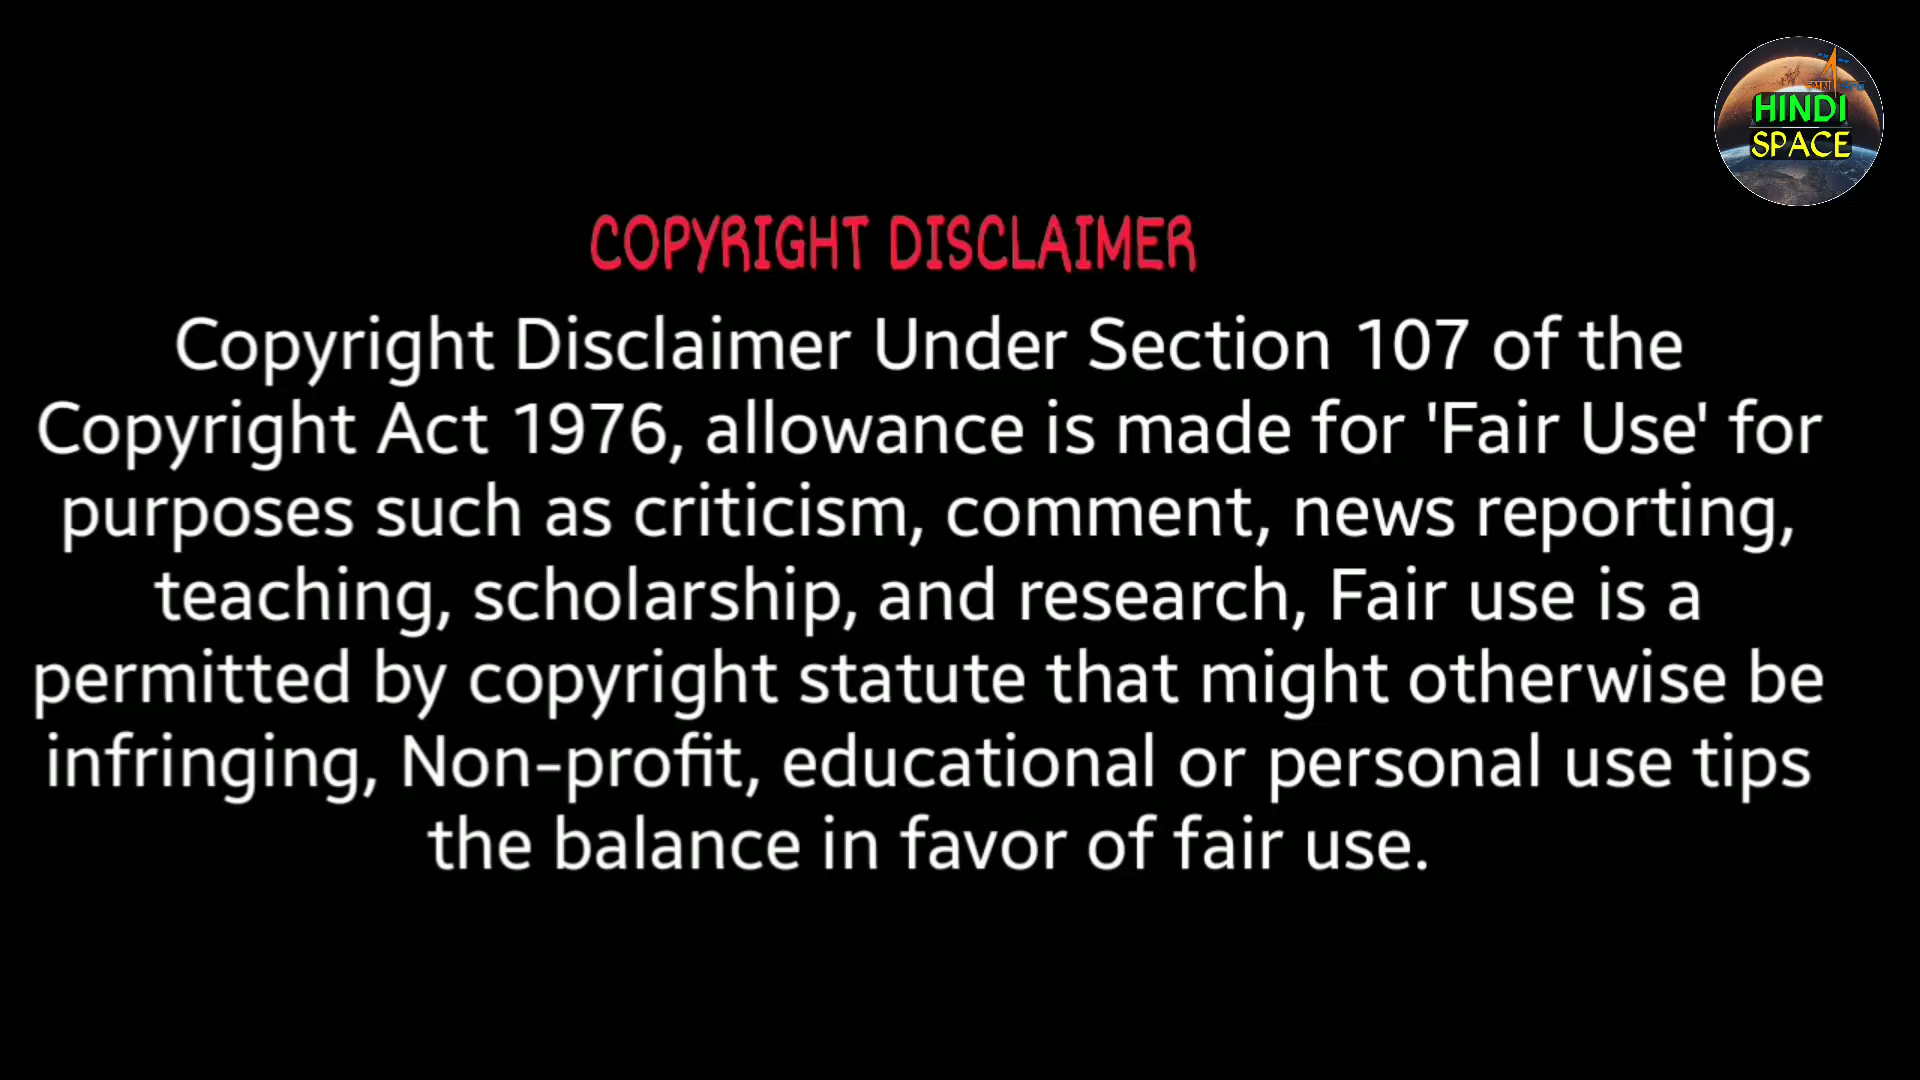 HINDI
SPACE
COPYRIGHT DISCLAIMER
Copyright Disclaimer Under Section 107 of the
Copyright Act 1976, allowance is made for 'Fair Use' for
purposes such as criticism, comment, news reporting,
teaching, scholarship, and research, Fair use is a
permitted by copyright statute that might otherwise be
infringing, Non-profit, educational or personal use tips
the balance in favor of fair use.